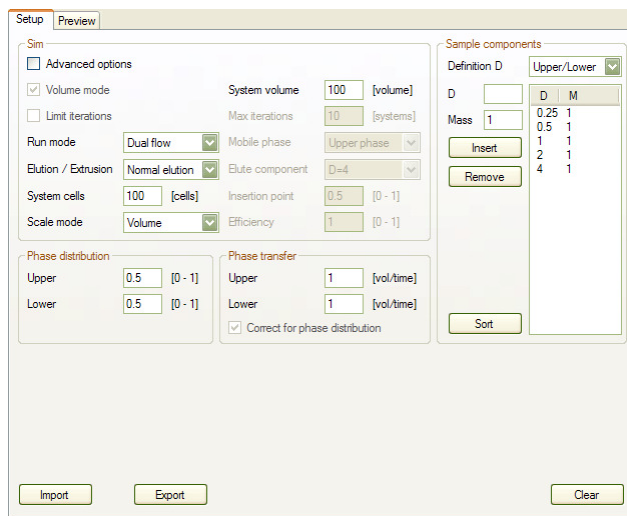 Setup
Preview
Sim
Advanced options
Volume mode
System volume 100 [volume]
Limit iterations
Max iterations 10 [systems]
Run mode Dual flow
Mobile phase Upper phase
Elution / Extrusion Normal elution
Elute component D=4
System cells 100 [cells]
Insertion point 0.5 [0 - 1]
Scale mode Volume
Efficiency 1 [0 - 1]
Phase distribution
Upper 0.5 [0 - 1]
Lower 0.5 [0 - 1]
Phase transfer
Upper 1 [vol/time]
Lower 1 [vol/time]
Correct for phase distribution
Sample components
Definition D Upper/Lower
D
Mass 1
Insert
Remove
D M
0.25 1
0.5 1
1 1
2 1
4 1
Sort
Import
Export
Clear